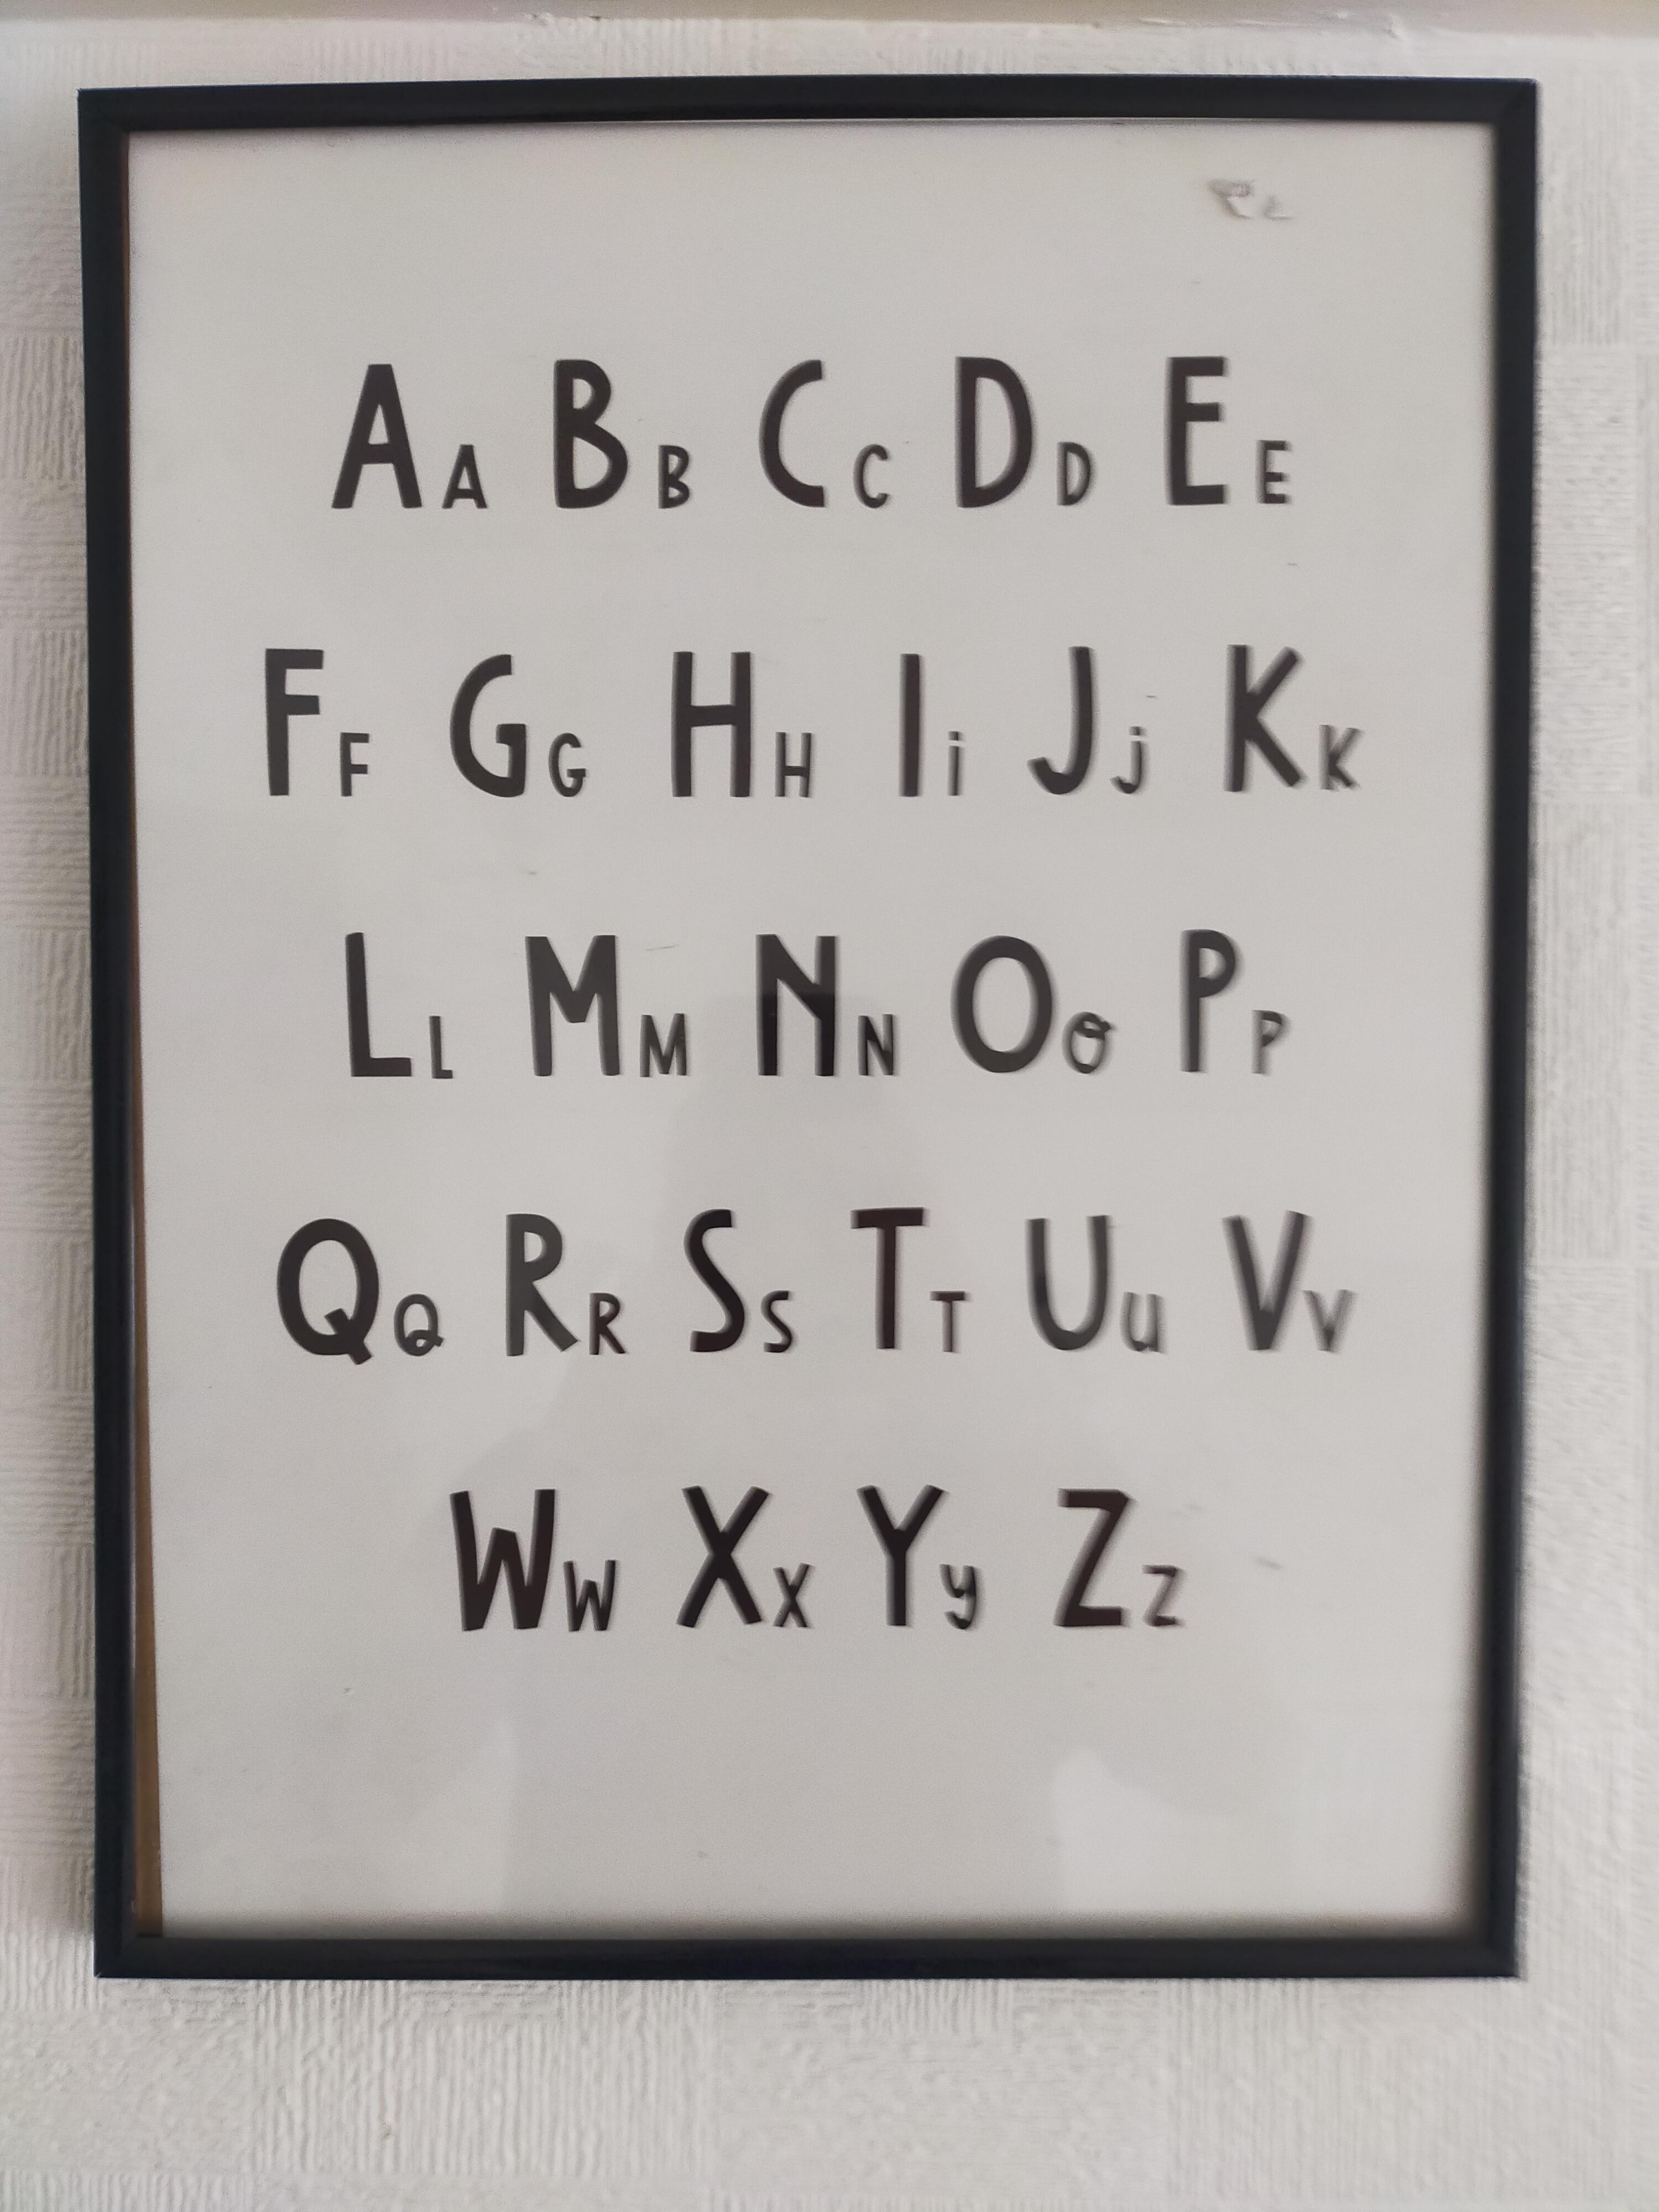 AA BB CC DD EE
FF GG HH Ii Jj KK
LL MM NN Oo PP
QQ RR SS TT Uu Vv
Ww Xx Yy Zz